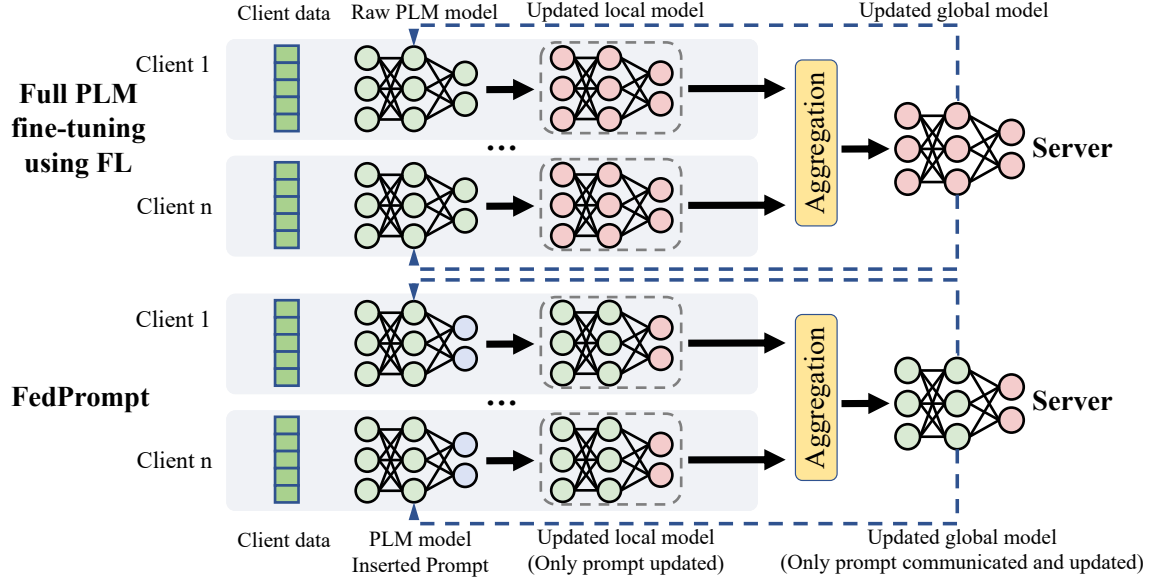 Client data
Raw PLM model
Updated local model
Updated global model
Client 1
Full PLM
fine-tuning
using FL
...
Client n
Aggregation
Server
Client 1
FedPrompt
...
Client n
Aggregation
Server
Client data
PLM model
Inserted Prompt
Updated local model
(Only prompt updated)
Updated global model
(Only prompt communicated and updated)